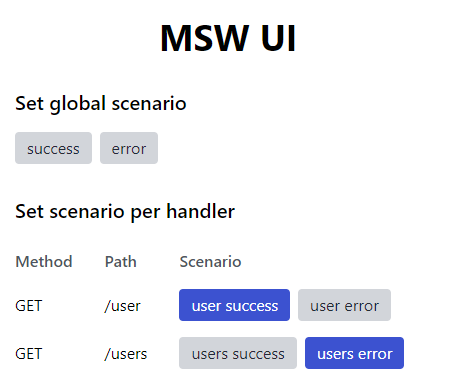 MSW UI
Set global scenario
success error
Set scenario per handler
Method Path Scenario
GET /user user success user error
GET /users users success users error